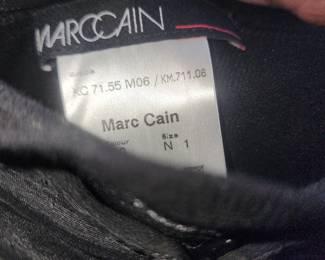 MARCCAIN
KC 71.55 M06 / KM.711.06
Marc Cain
Size
N 1